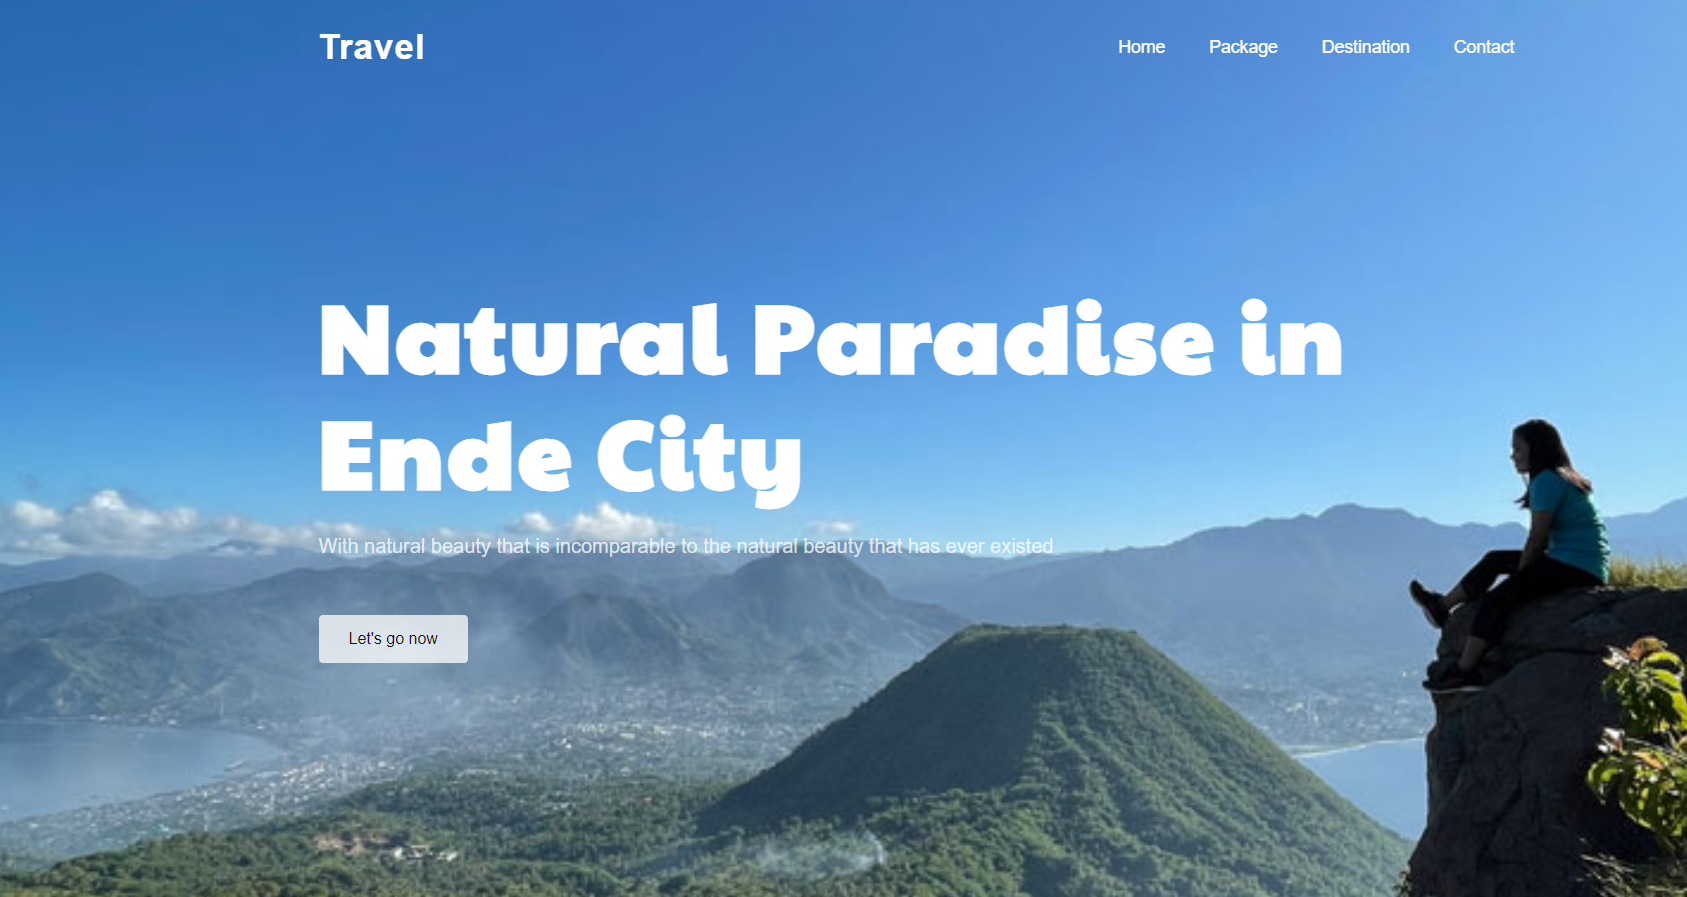 Travel
Home Package Destination Contact
Natural Paradise in
Ende City
With natural beauty that is incomparable to the natural beauty that has ever existed
Let's go now